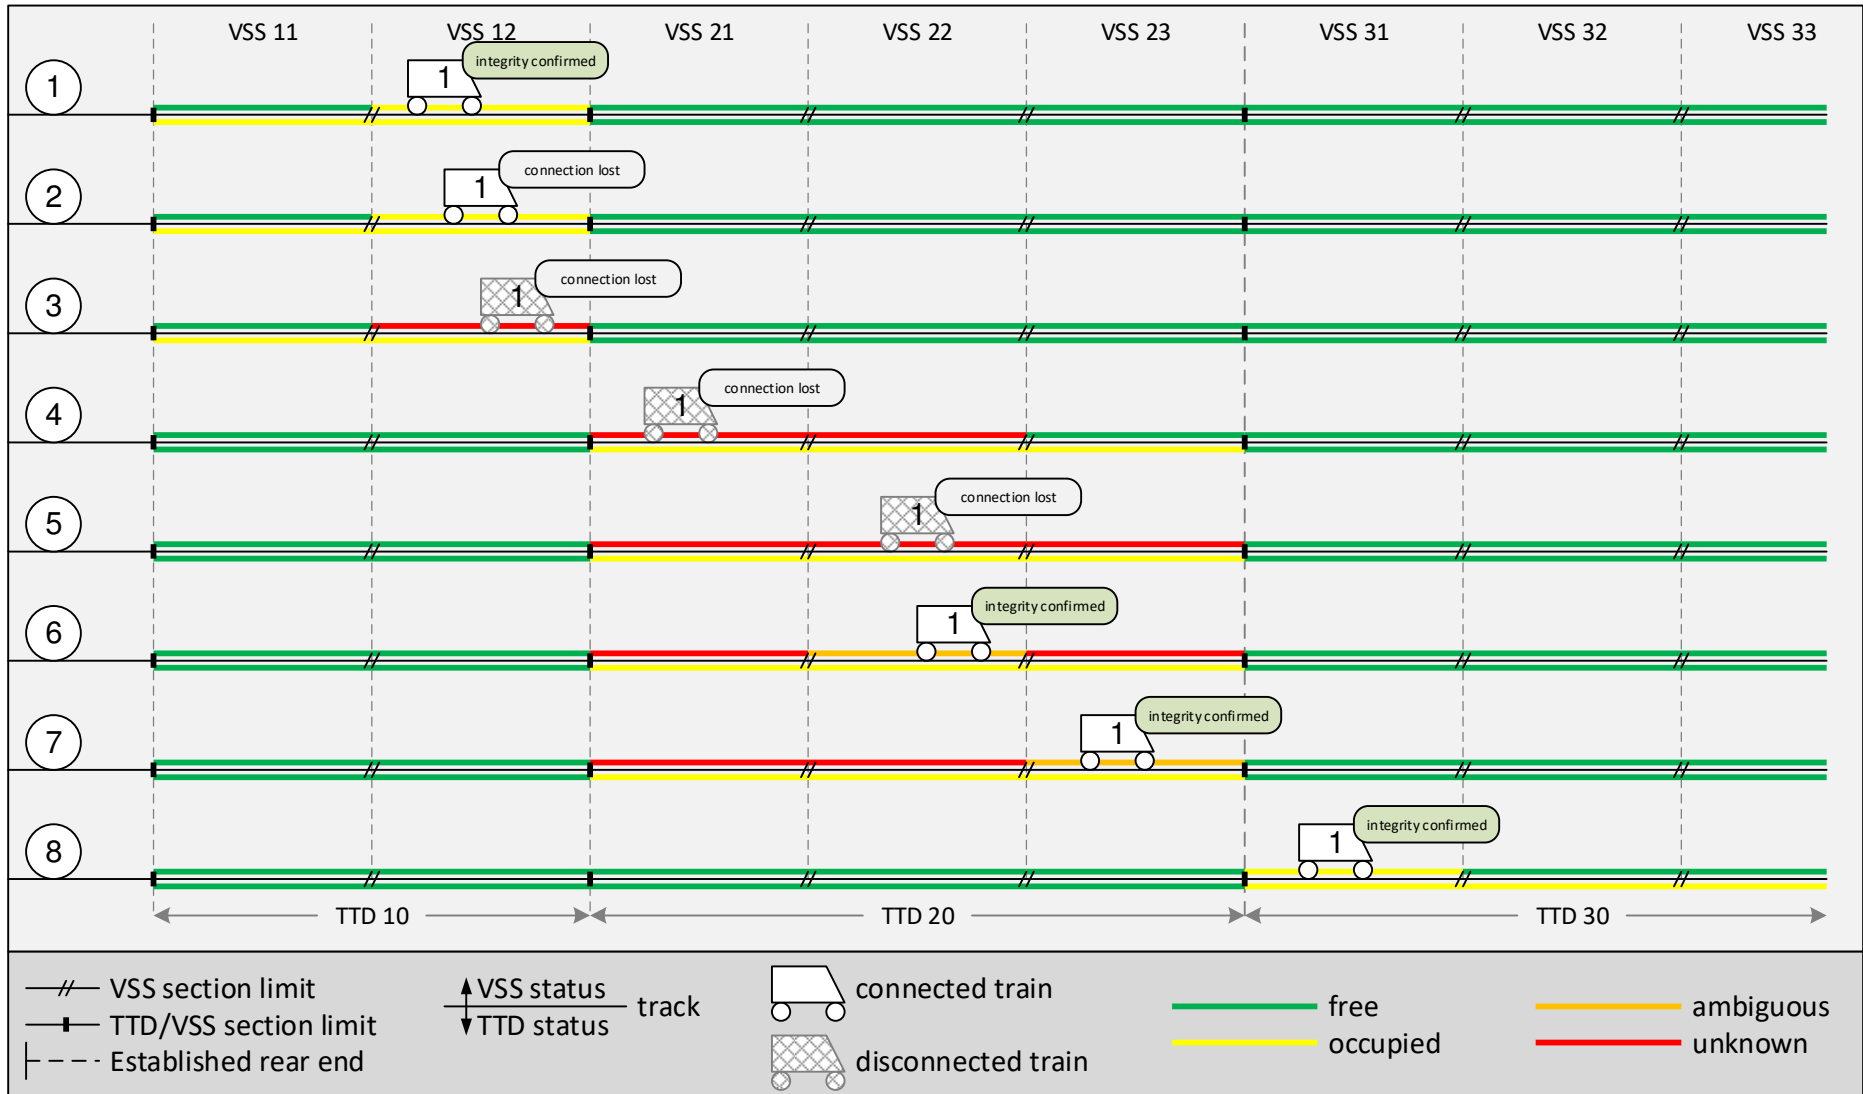 VSS 11 VSS 12 VSS 21 VSS 22 VSS 23 VSS 31 VSS 32 VSS 33
1 1 integrity confirmed
2 1 connection lost
3 1 connection lost
4 1 connection lost
5 1 connection lost
6 1 integrity confirmed
7 1 integrity confirmed
8 1 integrity confirmed
TTD 10 TTD 20 TTD 30
VSS section limit
TTD/VSS section limit
Established rear end
VSS status
TTD status
track
connected train
disconnected train
free
occupied
ambiguous
unknown